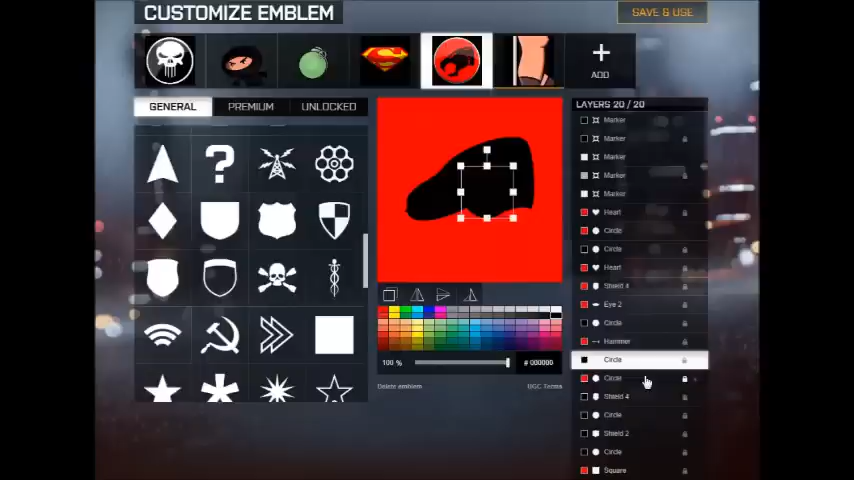 CUSTOMIZE EMBLEM
SAVE & USE
ADD
GENERAL
PREMIUM
UNLOCKED
LAYERS 20 / 20
Marker
Marker
Marker
Marker
Marker
Heart
Circle
Circle
Heart
Shield 4
Eye 2
Circle
Hammer
Circle
Circle
Shield 4
Circle
Shield 2
Circle
Square
100 %
# 000000
Delete emblem
UGC Terms